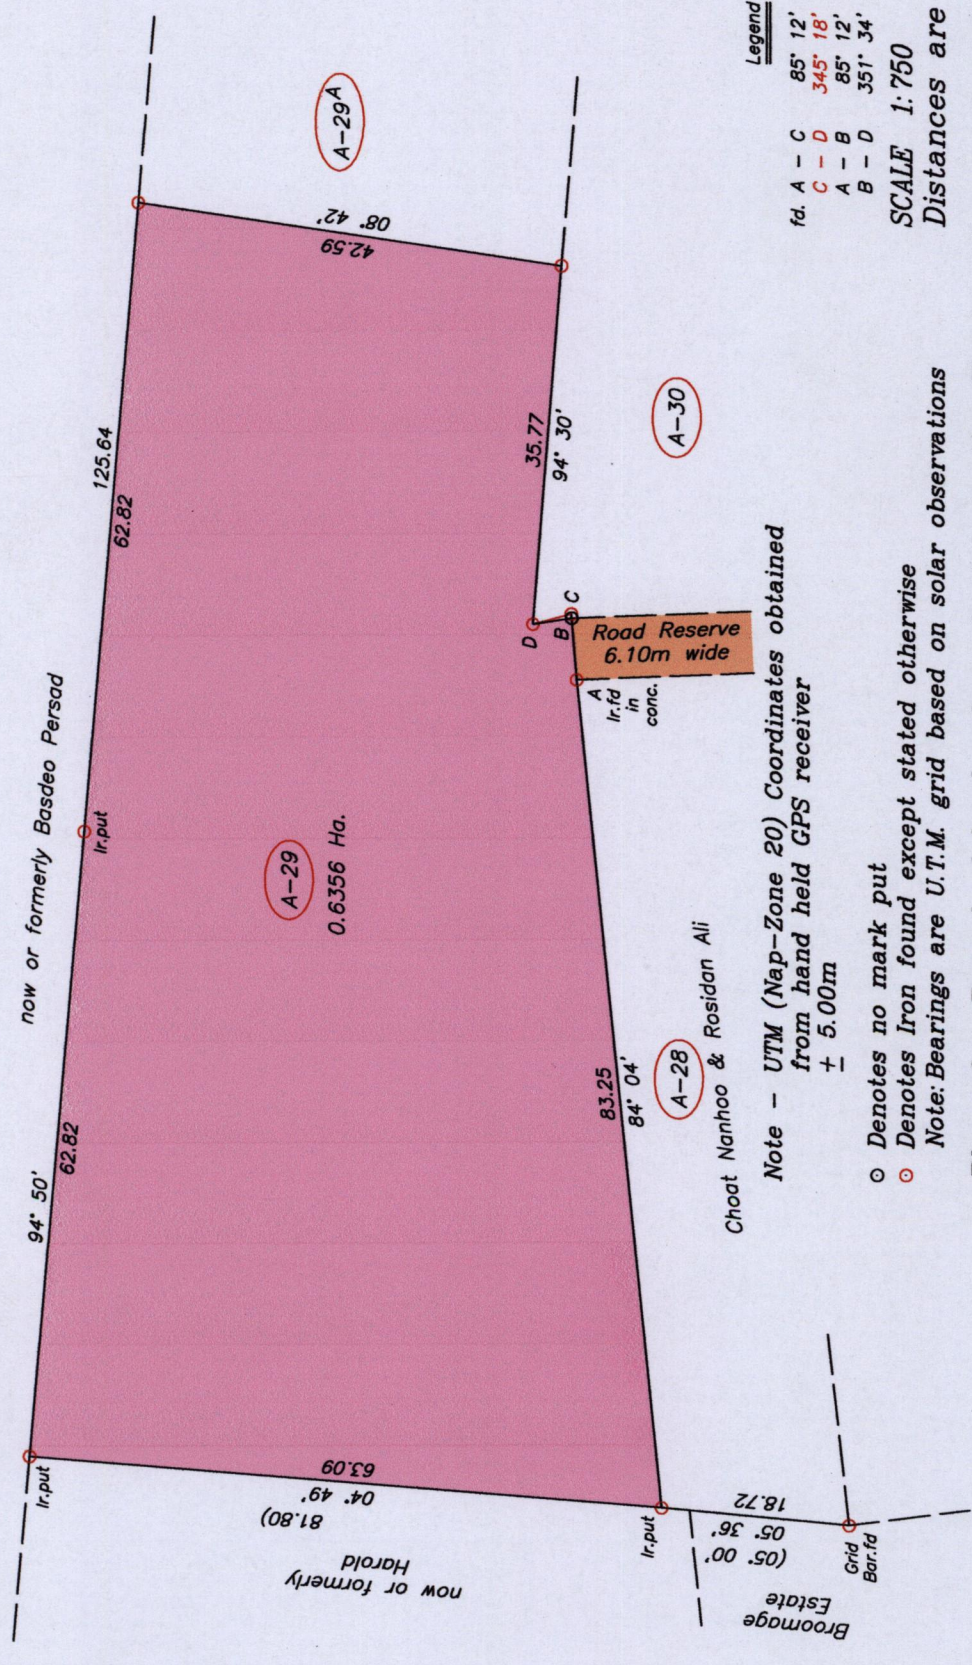 now or formerly Basdeo Persad
94° 50'
62.82
Ir.put
62.82
125.64
Ir.put
A-29
0.6356 Ha.
A-29A
08° 42'
42.59
35.77
94° 30'
A-30
D
B
C
Road Reserve
6.10m wide
A
Ir.fd
in
conc.
83.25
84° 04'
A-28
Choat Nanhoo & Rosidan Ali
63.09
04° 49'
81.80)
now or formerly
Harold
Ir.put
18.72
05° 36'
(05° 00'
Broomage
Estate
Grid
Bar.fd
Note - UTM (Nap-Zone 20) Coordinates obtained
from hand held GPS receiver
± 5.00m
⊙ Denotes no mark put
⊙ Denotes Iron found except stated otherwise
Note: Bearings are U.T.M. grid based on solar observations
Legend
fd. A - C 85° 12'
C - D 345° 18'
A - B 85° 12'
B - D 351° 34'
SCALE 1:750
Distances are